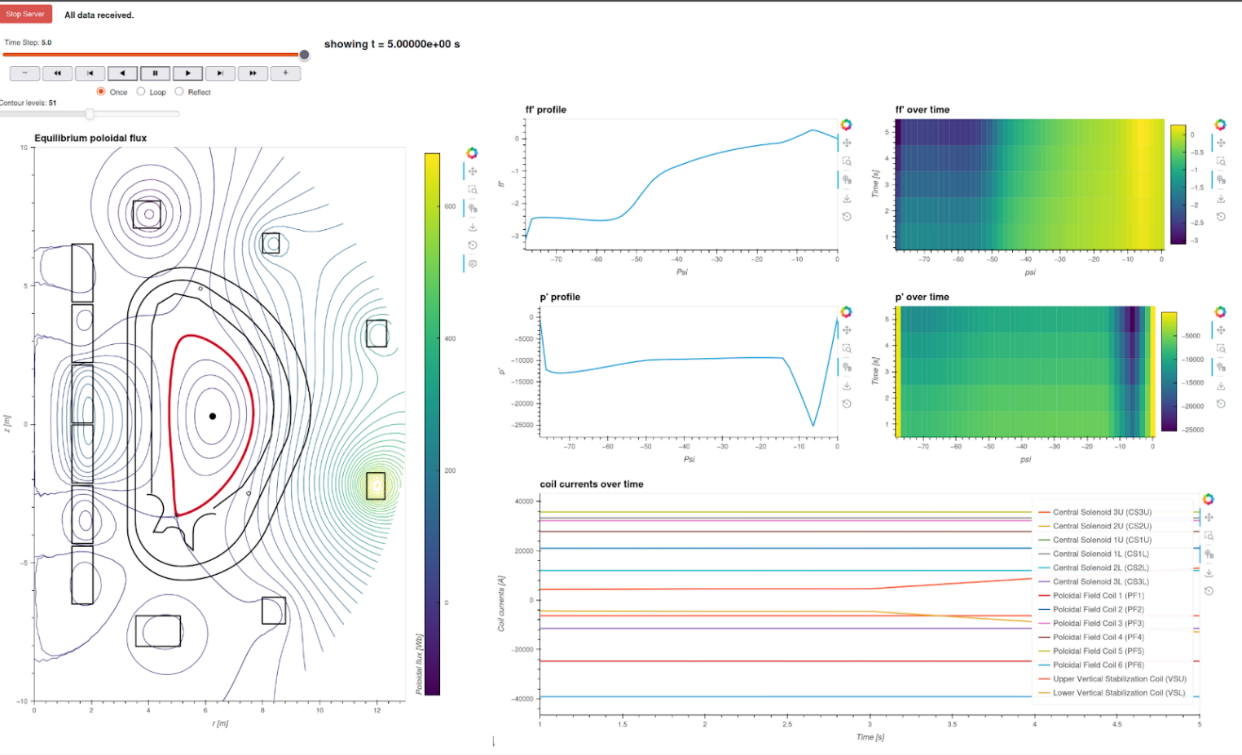 Stop Server All data received.
Time Step: 5.0
showing t = 5.00000e+00 s
Once Loop Reflect
Contour levels: 51
Equilibrium poloidal flux
10
5
0
−5
−10
z [m]
0 2 4 6 8 10 12
r [m]
600
400
200
0
Poloidal flux [Wb]
ff' profile
0
−1
−2
−3
ff'
−70 −60 −50 −40 −30 −20 −10 0
Psi
ff' over time
5
4
3
2
1
Time [s]
−70 −60 −50 −40 −30 −20 −10 0
psi
0
−0.5
−1
−1.5
−2
−2.5
−3
p' profile
0
−5000
−10000
−15000
−20000
−25000
p'
−70 −60 −50 −40 −30 −20 −10 0
Psi
p' over time
5
4
3
2
1
Time [s]
−70 −60 −50 −40 −30 −20 −10 0
psi
−5000
−10000
−15000
−20000
−25000
coil currents over time
40000
20000
0
−20000
−40000
Coil currents [A]
1 1.5 2 2.5 3 3.5 4 4.5 5
Time [s]
Central Solenoid 3U (CS3U)
Central Solenoid 2U (CS2U)
Central Solenoid 1U (CS1U)
Central Solenoid 1L (CS1L)
Central Solenoid 2L (CS2L)
Central Solenoid 3L (CS3L)
Poloidal Field Coil 1 (PF1)
Poloidal Field Coil 2 (PF2)
Poloidal Field Coil 3 (PF3)
Poloidal Field Coil 4 (PF4)
Poloidal Field Coil 5 (PF5)
Poloidal Field Coil 6 (PF6)
Upper Vertical Stabilization Coil (VSU)
Lower Vertical Stabilization Coil (VSL)